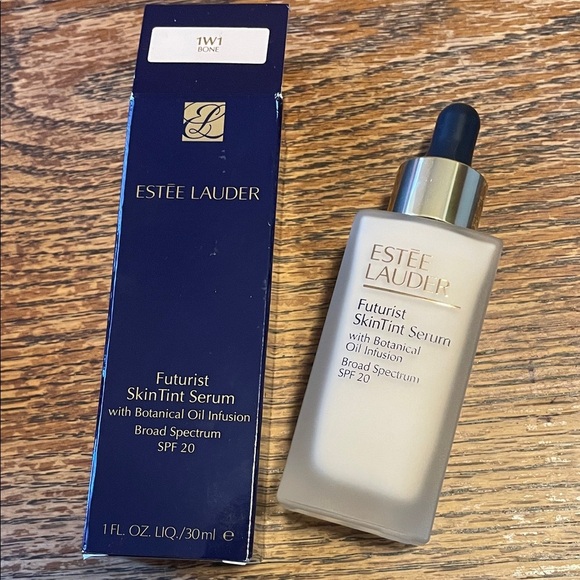 1W1
BONE
ESTĒE LAUDER
Futurist
SkinTint Serum
with Botanical Oil Infusion
Broad Spectrum
SPF 20
1 FL. OZ. LIQ./30ml ℮
ESTĒE
LAUDER
Futurist
SkinTint Serum
with Botanical
Oil Infusion
Broad Spectrum
SPF 20